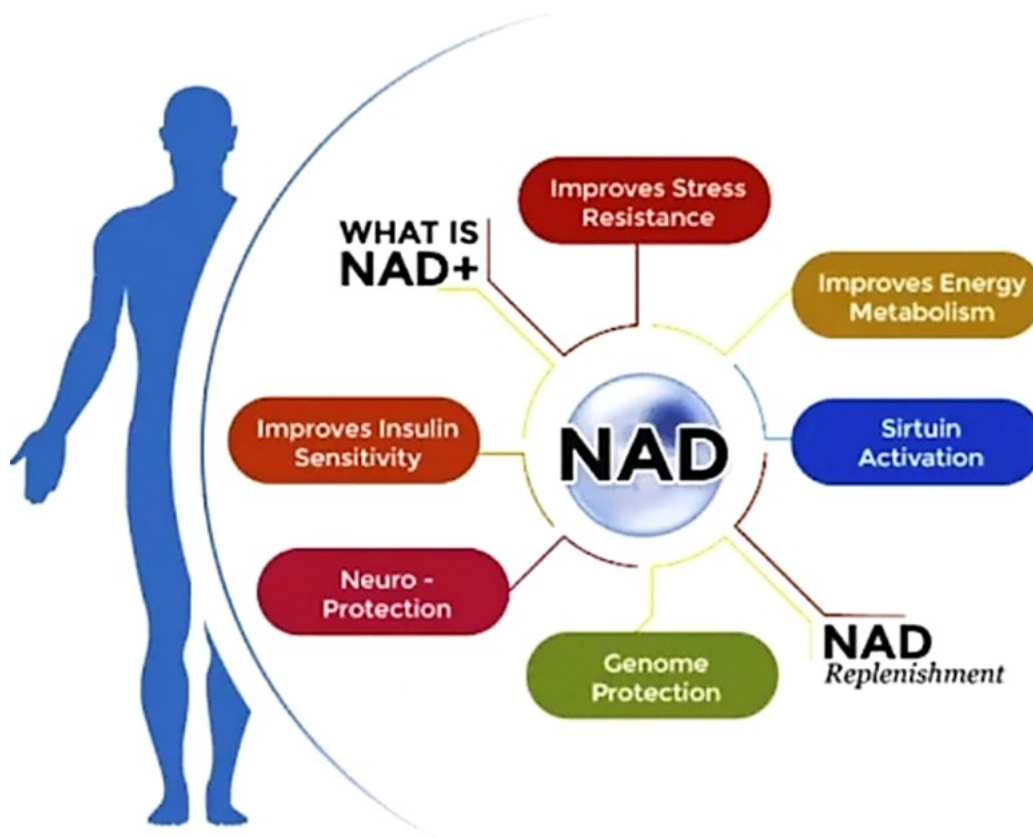 WHAT IS
NAD+
Improves Stress
Resistance
Improves Energy
Metabolism
Sirtuin
Activation
NAD
Replenishment
Genome
Protection
Neuro -
Protection
Improves Insulin
Sensitivity
NAD